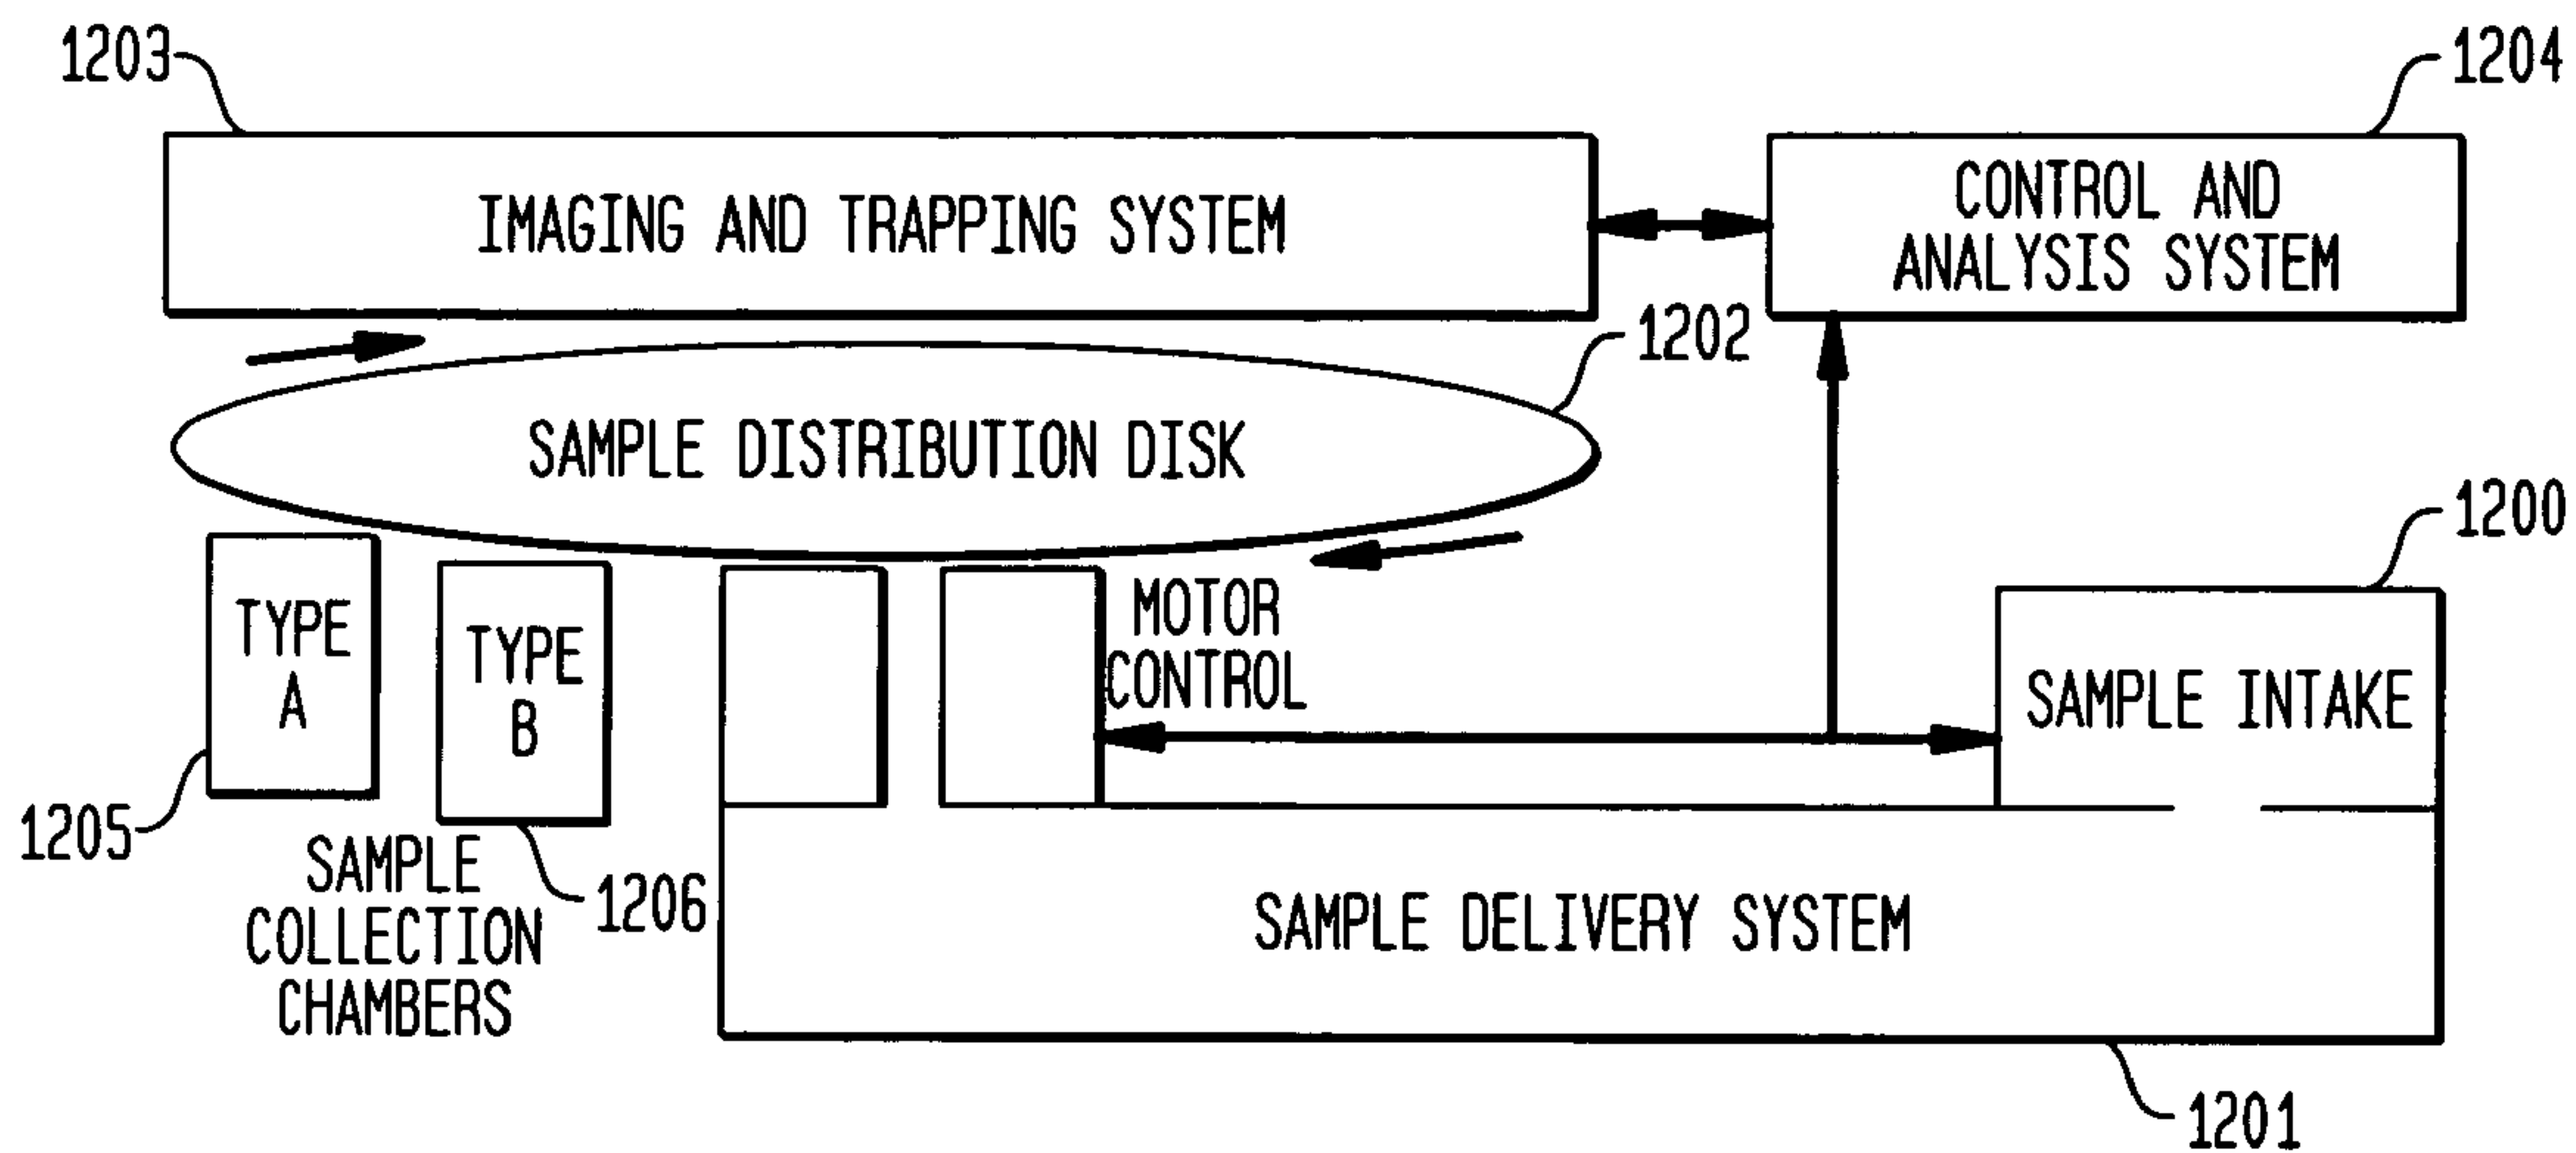 1203
1204
IMAGING AND TRAPPING SYSTEM
CONTROL AND
ANALYSIS SYSTEM
1202
SAMPLE DISTRIBUTION DISK
1200
TYPE
A
TYPE
B
MOTOR
CONTROL
SAMPLE INTAKE
1205
SAMPLE
COLLECTION
CHAMBERS
1206
SAMPLE DELIVERY SYSTEM
1201